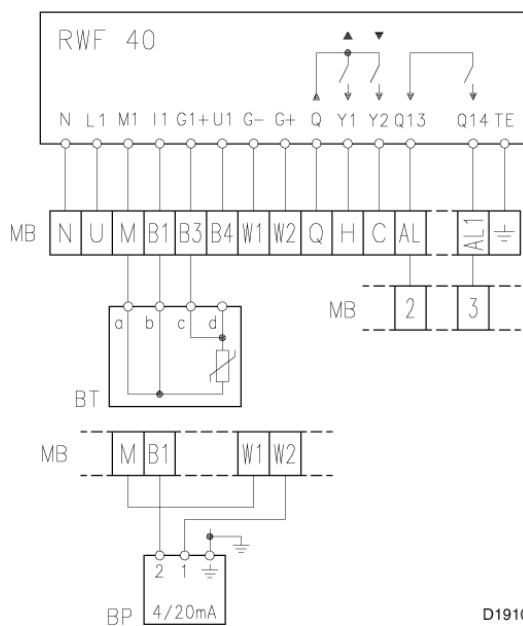 RWF 40
N L1 M1 I1 G1+ U1 G- G+ Q Y1 Y2 Q13 Q14 TE
MB N U M B1 B3 B4 W1 W2 Q H C AL AL1
MB 2 3
a b c d
BT
MB M B1 W1 W2
2 1
BP 4/20mA
D1910